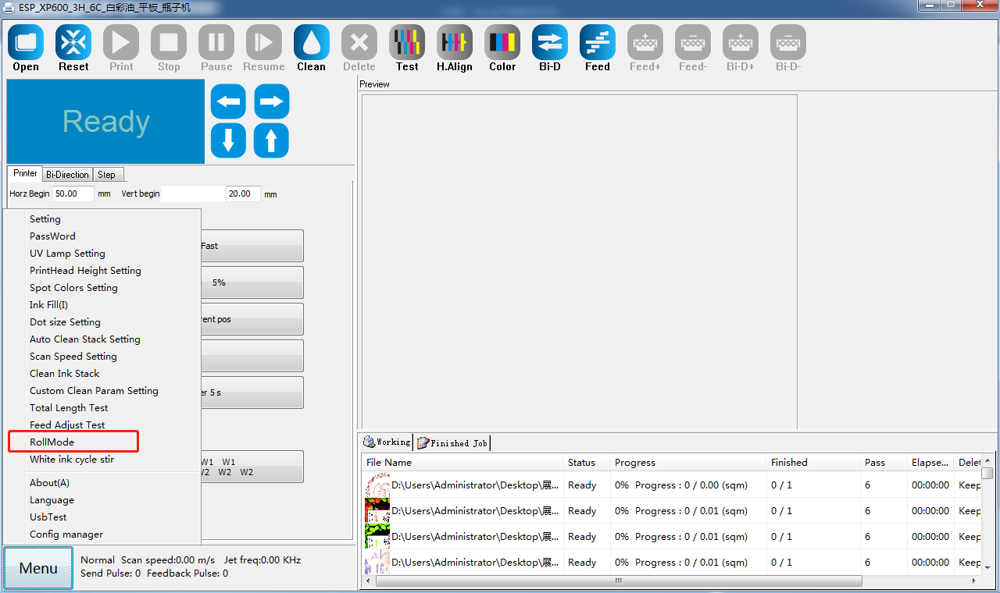 ESP_XP600_3H_6C_白彩油_平板_瓶子机
Open Reset Print Stop Pause Resume Clean Delete Test H.Align Color Bi-D Feed Feed+ Feed- Bi-D+ Bi-D-
Ready
Preview
Printer Bi-Direction Step
Horz Begin 50.00 mm Vert begin 20.00 mm
Setting
PassWord
UV Lamp Setting
PrintHead Height Setting
Spot Colors Setting
Ink Fill(I)
Dot size Setting
Auto Clean Stack Setting
Scan Speed Setting
Clean Ink Stack
Custom Clean Param Setting
Total Length Test
Feed Adjust Test
RollMode
White ink cycle stir
About(A)
Language
UsbTest
Config manager
Fast
: 5%
rent pos
er 5 s
W1 W1
W2 W2 W2
Menu
Normal Scan speed:0.00 m/s Jet freq:0.00 KHz
Send Pulse: 0 Feedback Pulse: 0
Working Finished Job
File Name Status Progress Finished Pass Elapse... Delet
D:\Users\Administrator\Desktop\展... Ready 0% Progress : 0 / 0.00 (sqm) 0 / 1 6 00:00:00 Keep
D:\Users\Administrator\Desktop\展... Ready 0% Progress : 0 / 0.01 (sqm) 0 / 1 6 00:00:00 Keep
D:\Users\Administrator\Desktop\展... Ready 0% Progress : 0 / 0.01 (sqm) 0 / 1 6 00:00:00 Keep
D:\Users\Administrator\Desktop\展... Ready 0% Progress : 0 / 0.01 (sqm) 0 / 1 6 00:00:00 Keep